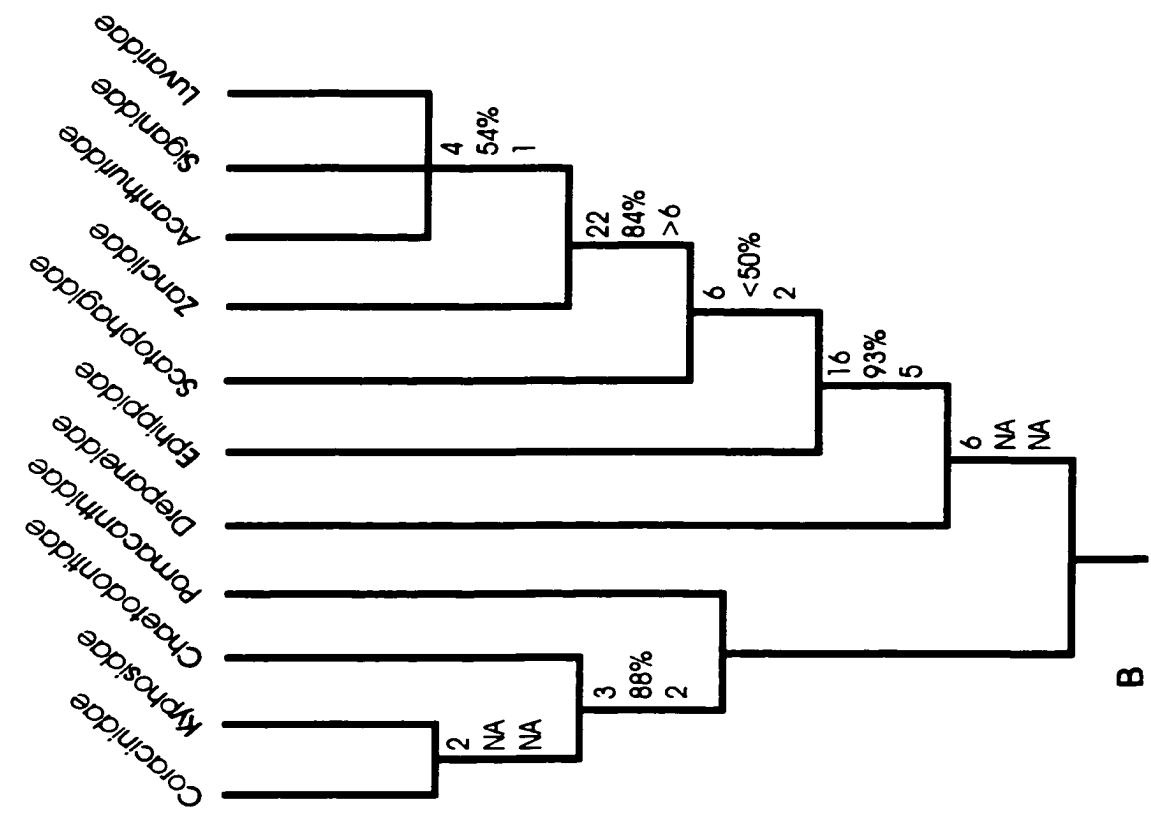 Luvaridae
Siganidae
Acanthuridae
Zanclidae
Scatophagidae
Ephippidae
Drepaneidae
Pomacanthidae
Chaetodontidae
Kyphosidae
Coracinidae
4
54%
1
22
84%
>6
6
<50%
2
16
93%
5
6
NA
NA
3
88%
2
2
NA
NA
B